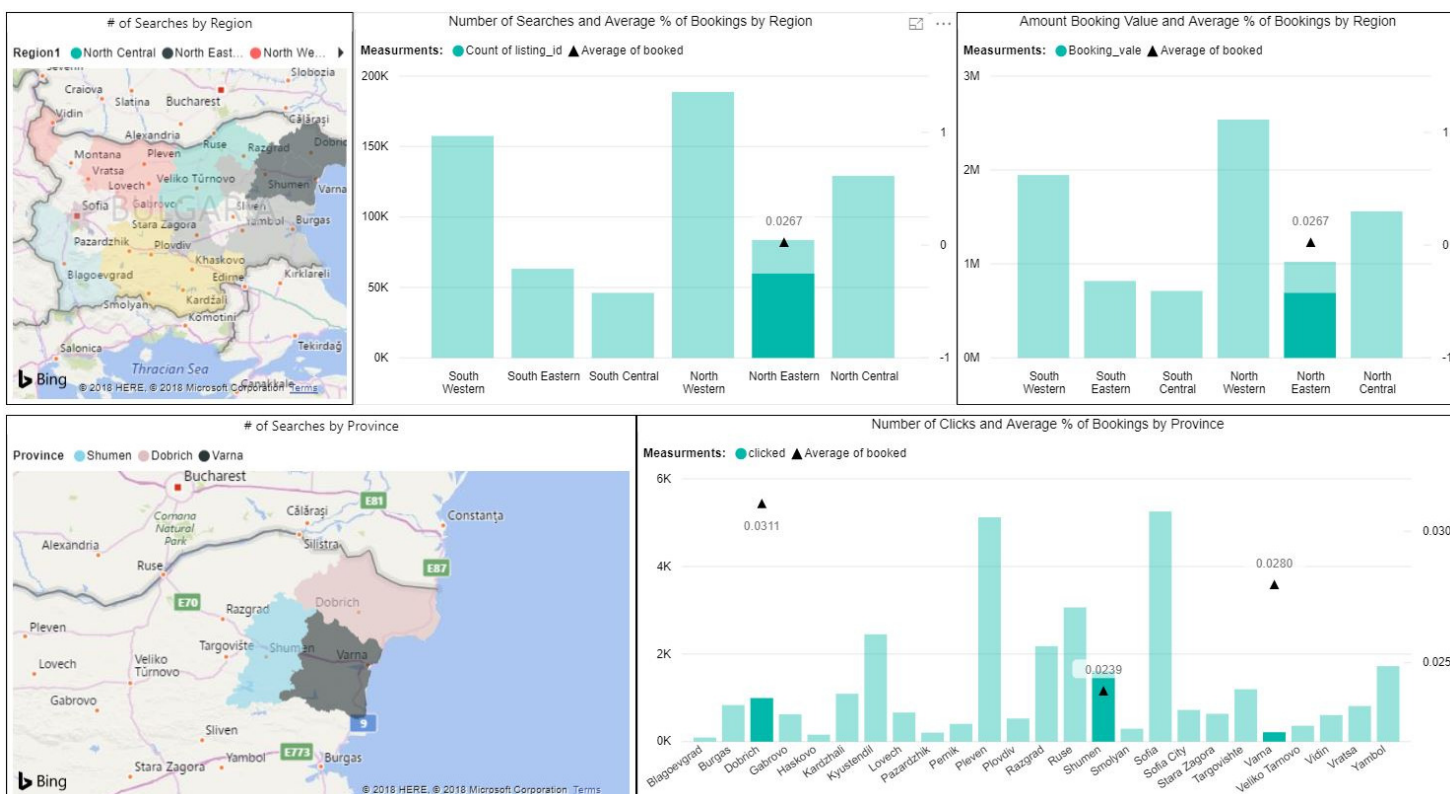 # of Searches by Region
Region1 North Central North East... North We...
Craiova
Slobozia
Slatina
Bucharest
Vidin
Călărași
Alexandria
Ruse
Dobrich
Montana
Pleven
Razgrad
Vratsa
Lovech
Veliko Tŭrnovo
Shumen
Varna
Sofia
Gabrovo
Sliven
BULGARIA
Stara Zagora
Yambol
Burgas
Pazardzhik
Plovdiv
Khaskovo
Blagoevgrad
Edirne
Kırklareli
Smolyan
Kardžali
Komotini
Salonica
Tekirdağ
Thracian Sea
Bing
© 2018 HERE, © 2018 Microsoft Corporation Terms
Çanakkale
Number of Searches and Average % of Bookings by Region
Measurments: Count of listing_id Average of booked
200K
150K
1
100K
0.0267
0
50K
0K
-1
South Western
South Eastern
South Central
North Western
North Eastern
North Central
Amount Booking Value and Average % of Bookings by Region
Measurments: Booking_vale Average of booked
3M
1
2M
0.0267
0
1M
0M
-1
South Western
South Eastern
South Central
North Western
North Eastern
North Central
# of Searches by Province
Province Shumen Dobrich Varna
Bucharest
E81
Comana Natural Park
Călărași
Constanța
Alexandria
Silistra
Ruse
E87
E70
Razgrad
Dobrich
Pleven
Targovište
Shumen
Varna
Lovech
Veliko Tŭrnovo
Gabrovo
9
Sliven
E773
Yambol
Burgas
Stara Zagora
Bing
© 2018 HERE, © 2018 Microsoft Corporation Terms
Number of Clicks and Average % of Bookings by Province
Measurments: clicked Average of booked
6K
0.0311
0.030
4K
0.0280
2K
0.0239
0.025
0K
Blagoevgrad
Burgas
Dobrich
Gabrovo
Haskovo
Kardzhali
Kyustendil
Lovech
Pazardzhik
Pernik
Pleven
Plovdiv
Razgrad
Ruse
Shumen
Smolyan
Sofia
Sofia City
Stara Zagora
Targovishte
Varna
Veliko Tarnovo
Vidin
Vratsa
Yambol